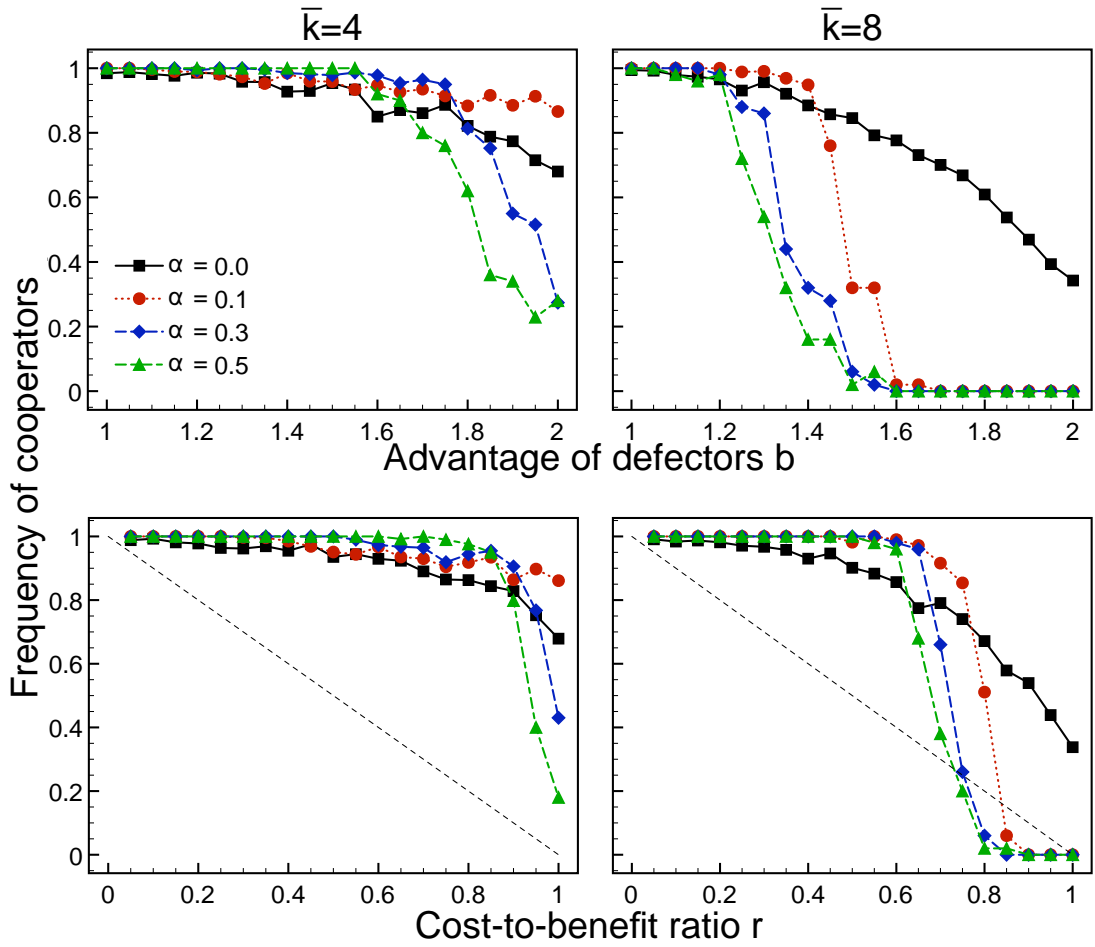 k̅=4
k̅=8
Frequency of cooperators
1
0.8
0.6
0.4
0.2
0
α = 0.0
α = 0.1
α = 0.3
α = 0.5
1 1.2 1.4 1.6 1.8 2
1 1.2 1.4 1.6 1.8 2
Advantage of defectors b
1
0.8
0.6
0.4
0.2
0
0 0.2 0.4 0.6 0.8 1
0 0.2 0.4 0.6 0.8 1
Cost-to-benefit ratio r